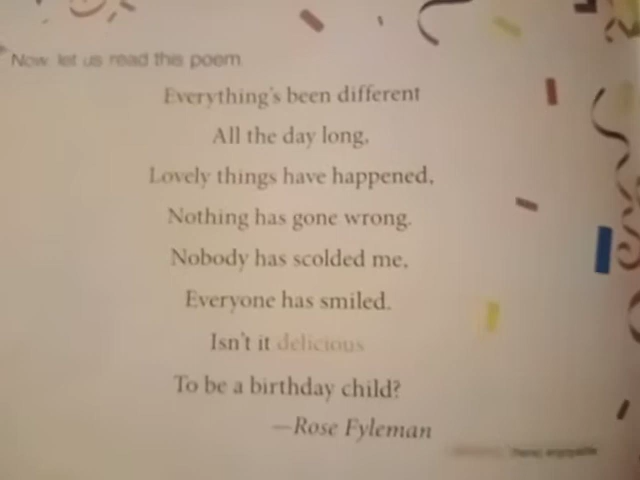 Now let us read this poem
Everything's been different
All the day long,
Lovely things have happened,
Nothing has gone wrong.
Nobody has scolded me,
Everyone has smiled.
Isn't it delicious
To be a birthday child?
—Rose Fyleman
enjoyable